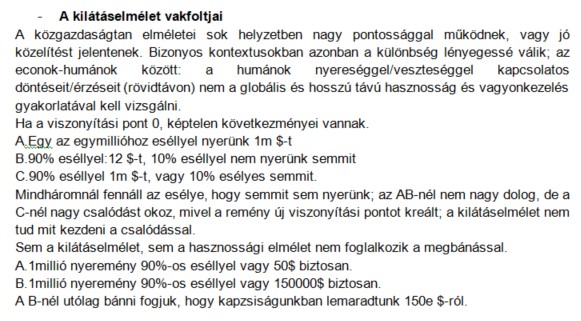 - A kilátáselmélet vakfoltjai
A közgazdaságtan elméletei sok helyzetben nagy pontossággal működnek, vagy jó
közelítést jelentenek. Bizonyos kontextusokban azonban a különbség lényegessé válik; az
econok-humánok között: a humánok nyereséggel/veszteséggel kapcsolatos
döntéseit/érzéseit (rövidtávon) nem a globális és hosszú távú hasznosság és vagyonkezelés
gyakorlatával kell vizsgálni.
Ha a viszonyítási pont 0, képtelen következményei vannak.
A.Egy az egymillióhoz eséllyel nyerünk 1m $-t
B.90% eséllyel:12 $-t, 10% eséllyel nem nyerünk semmit
C.90% eséllyel 1m $-t, vagy 10% esélyes semmit.
Mindháromnál fennáll az esélye, hogy semmit sem nyerünk; az AB-nél nem nagy dolog, de a
C-nél nagy csalódást okoz, mivel a remény új viszonyítási pontot kreált; a kilátáselmélet nem
tud mit kezdeni a csalódással.
Sem a kilátáselmélet, sem a hasznossági elmélet nem foglalkozik a megbánással.
A.1millió nyeremény 90%-os eséllyel vagy 50$ biztosan.
B.1millió nyeremény 90%-os eséllyel vagy 150000$ biztosan.
A B-nél utólag bánni fogjuk, hogy kapzsiságunkban lemaradtunk 150e $-ról.